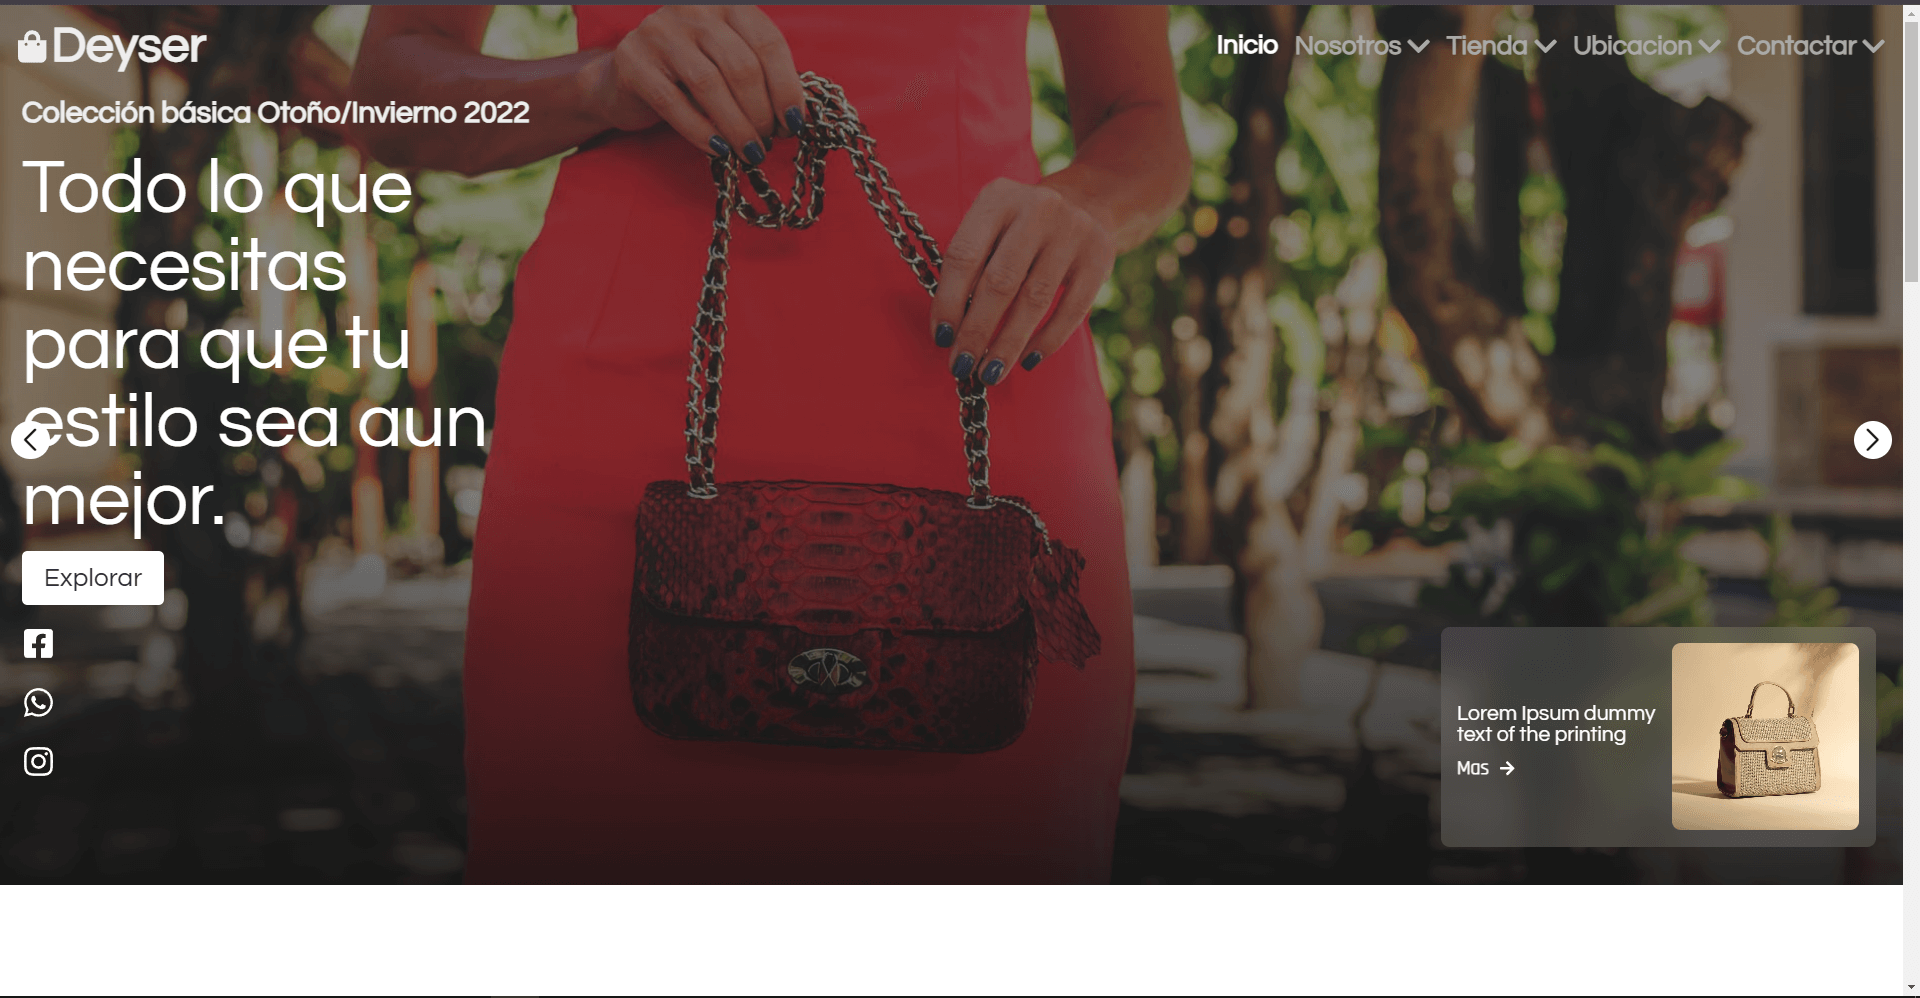 Deyser
Inicio Nosotros Tienda Ubicacion Contactar
Colección básica Otoño/Invierno 2022
Todo lo que
necesitas
para que tu
estilo sea aun
mejor.
Explorar
Lorem Ipsum dummy
text of the printing
Mas